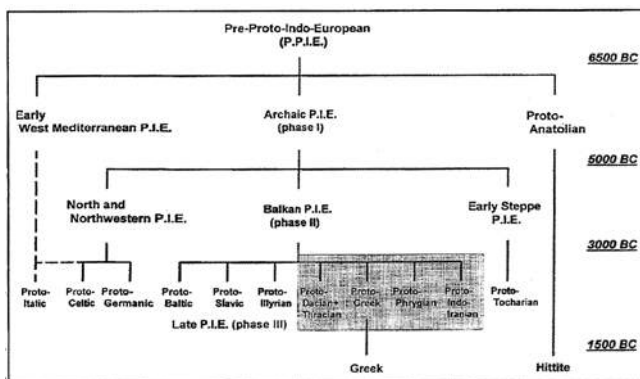 Pre-Proto-Indo-European
(P.P.I.E.)
6500 BC
Early
West Mediterranean P.I.E.
Archaic P.I.E.
(phase I)
Proto-
Anatolian
5000 BC
North and
Northwestern P.I.E.
Balkan P.I.E.
(phase II)
Early Steppe
P.I.E.
3000 BC
Proto-
Italic
Proto-
Celtic
Proto-
Germanic
Proto-
Baltic
Proto-
Slavic
Proto-
Illyrian
Proto-
Dacian+
Thracian
Proto-
Greek
Proto-
Phrygian
Proto-
Indo-
Iranian
Proto-
Tocharian
Late P.I.E. (phase III)
1500 BC
Greek
Hittite